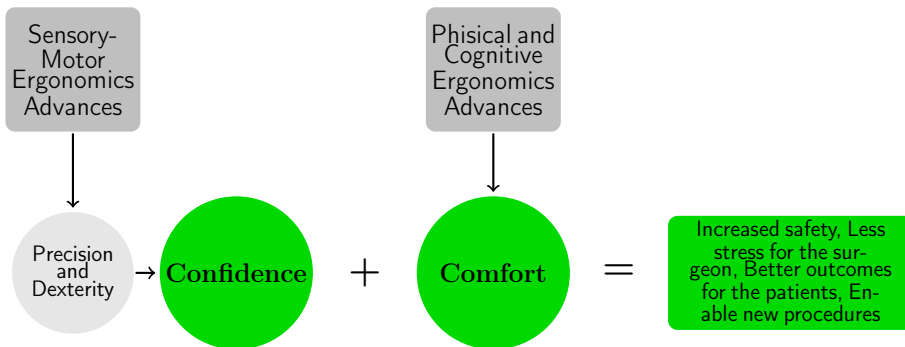 Sensory-
Motor
Ergonomics
Advances
Phisical and
Cognitive
Ergonomics
Advances
Precision
and
Dexterity
Confidence
+
Comfort
=
Increased safety, Less
stress for the sur-
geon, Better outcomes
for the patients, En-
able new procedures